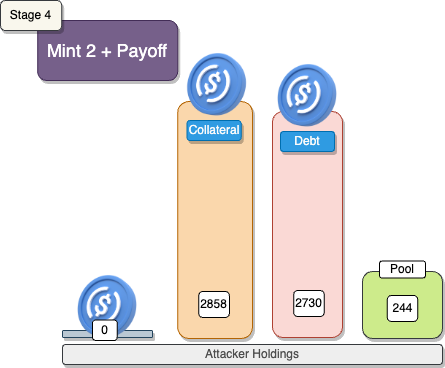 Stage 4
Mint 2 + Payoff
Collateral
Debt
Pool
2858
2730
244
0
Attacker Holdings